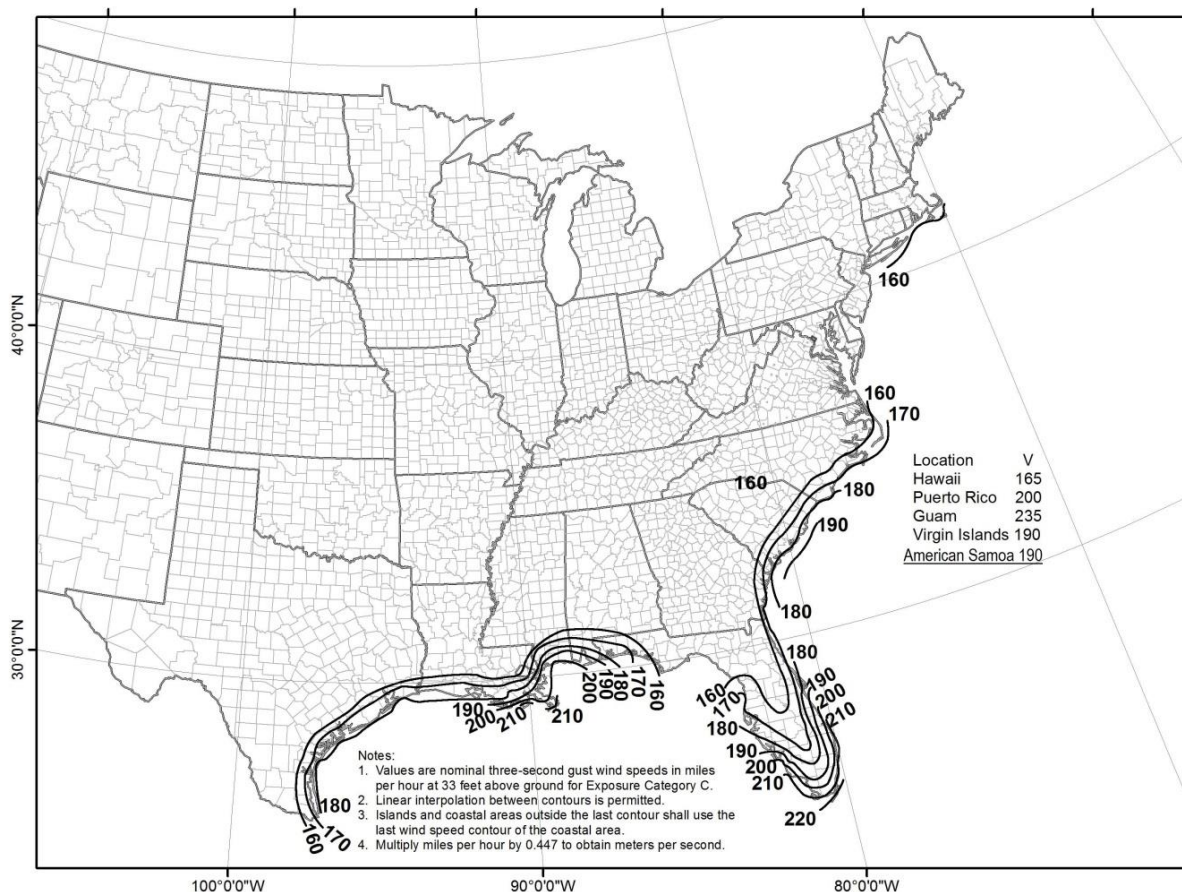 160
160
170
160
180
190
180
180
190
200
210
160
170
180
190
200
210
220
200
190
180
170
160
190
200
210
210
180
160
170
Location V
Hawaii 165
Puerto Rico 200
Guam 235
Virgin Islands 190
American Samoa 190
40°0'0"N
30°0'0"N
Notes:
1. Values are nominal three-second gust wind speeds in miles
per hour at 33 feet above ground for Exposure Category C.
2. Linear interpolation between contours is permitted.
3. Islands and coastal areas outside the last contour shall use the
last wind speed contour of the coastal area.
4. Multiply miles per hour by 0.447 to obtain meters per second.
100°0'0"W
90°0'0"W
80°0'0"W